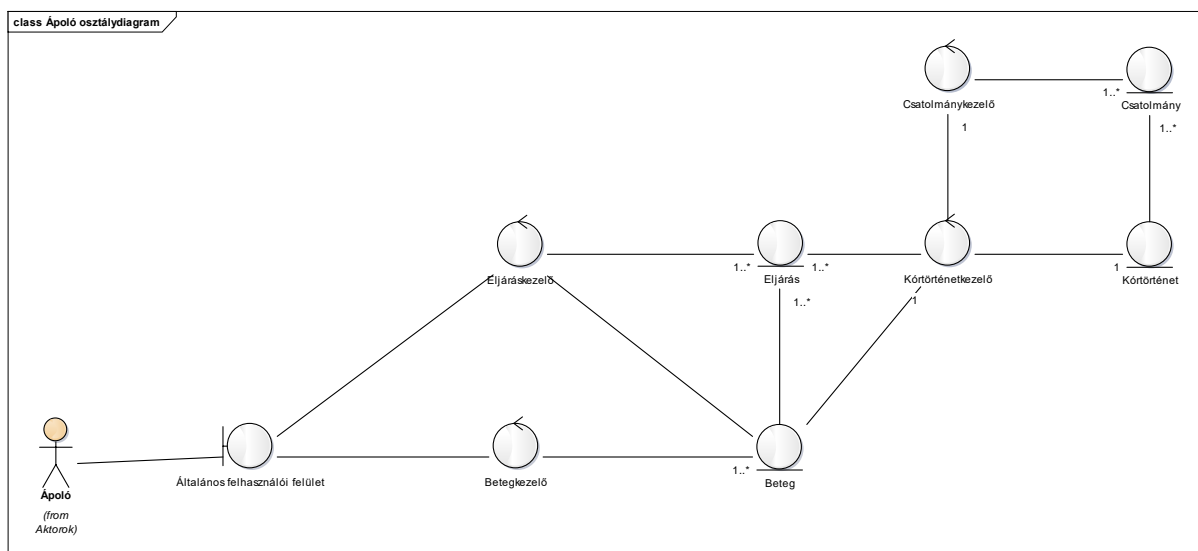 class Ápoló osztálydiagram
Csatolmánykezelő
1..*
Csatolmány
1
1..*
Eljáráskezelő
1..*
Eljárás
1..*
Kórtörténetkezelő
1
Kórtörténet
1..*
1
Általános felhasználói felület
Betegkezelő
1..*
Beteg
Ápoló
(from
Aktorok)